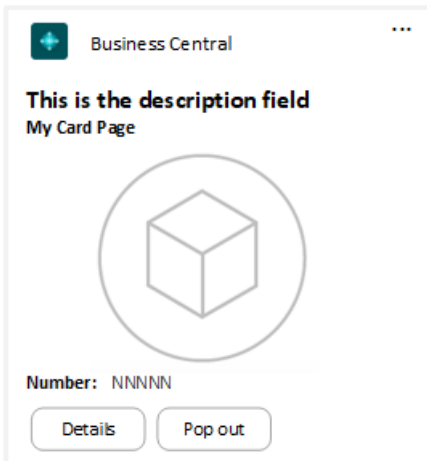 Business Central
...
This is the description field
My Card Page
Number: NNNNN
Details Pop out